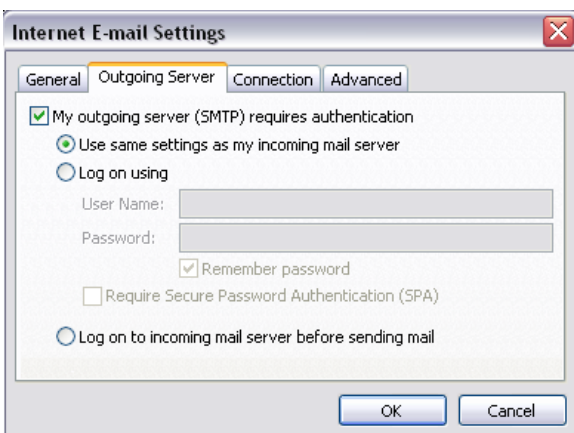 Internet E-mail Settings
General Outgoing Server Connection Advanced
My outgoing server (SMTP) requires authentication
Use same settings as my incoming mail server
Log on using
User Name:
Password:
Remember password
Require Secure Password Authentication (SPA)
Log on to incoming mail server before sending mail
OK Cancel